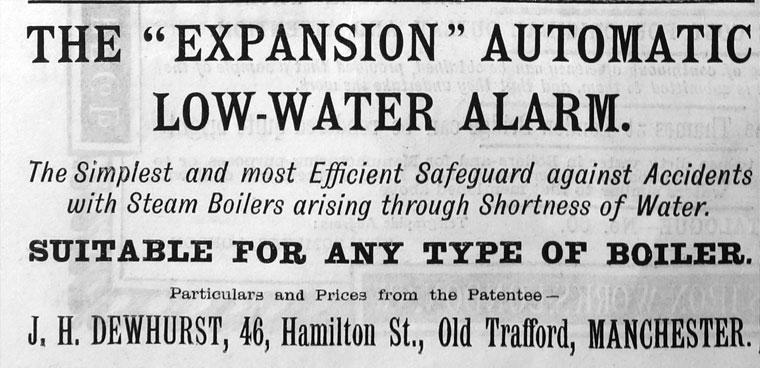 THE “EXPANSION” AUTOMATIC
LOW-WATER ALARM.
The Simplest and most Efficient Safeguard against Accidents
with Steam Boilers arising through Shortness of Water.
SUITABLE FOR ANY TYPE OF BOILER.
Particulars and Prices from the Patentee—
J. H. DEWHURST, 46, Hamilton St., Old Trafford, MANCHESTER.